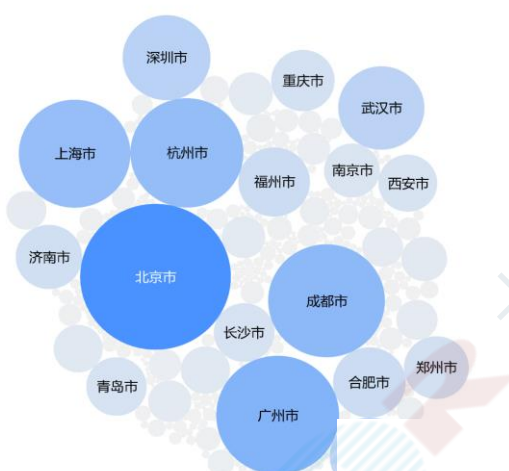 深圳市
重庆市
武汉市
上海市
杭州市
福州市
南京市
西安市
济南市
北京市
成都市
长沙市
郑州市
青岛市
合肥市
广州市